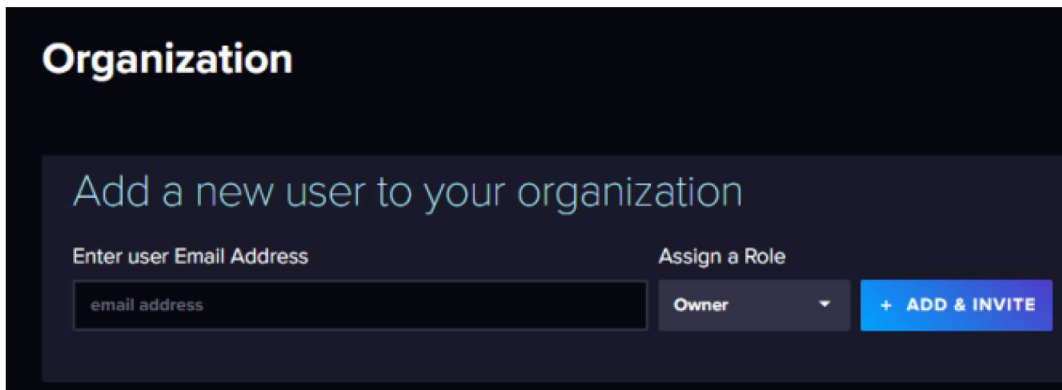 Organization
Add a new user to your organization
Enter user Email Address
Assign a Role
email address
Owner
+ ADD & INVITE